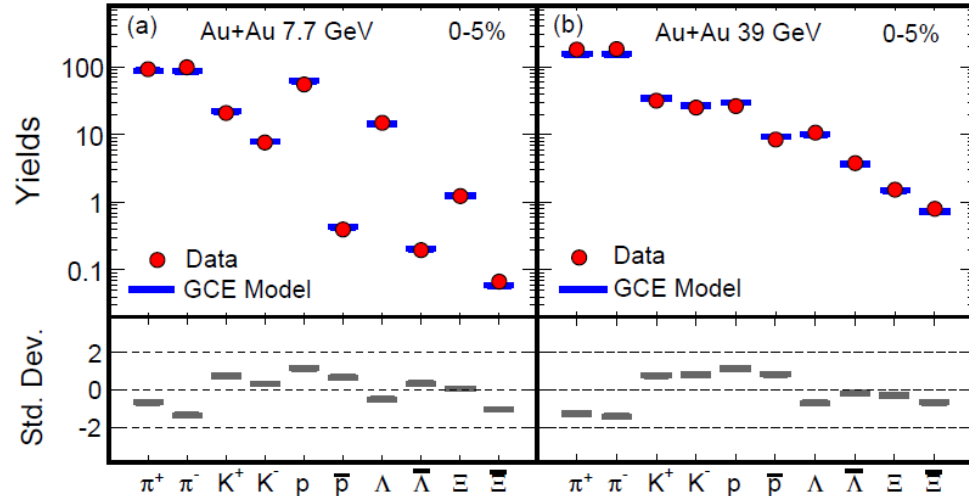 (a) Au+Au 7.7 GeV 0-5%
(b) Au+Au 39 GeV 0-5%
Yields
100
10
1
0.1
Data
GCE Model
Data
GCE Model
Std. Dev.
2
0
-2
π⁺ π⁻ K⁺ K⁻ p p̅ Λ Λ̅ Ξ Ξ̅
π⁺ π⁻ K⁺ K⁻ p p̅ Λ Λ̅ Ξ Ξ̅